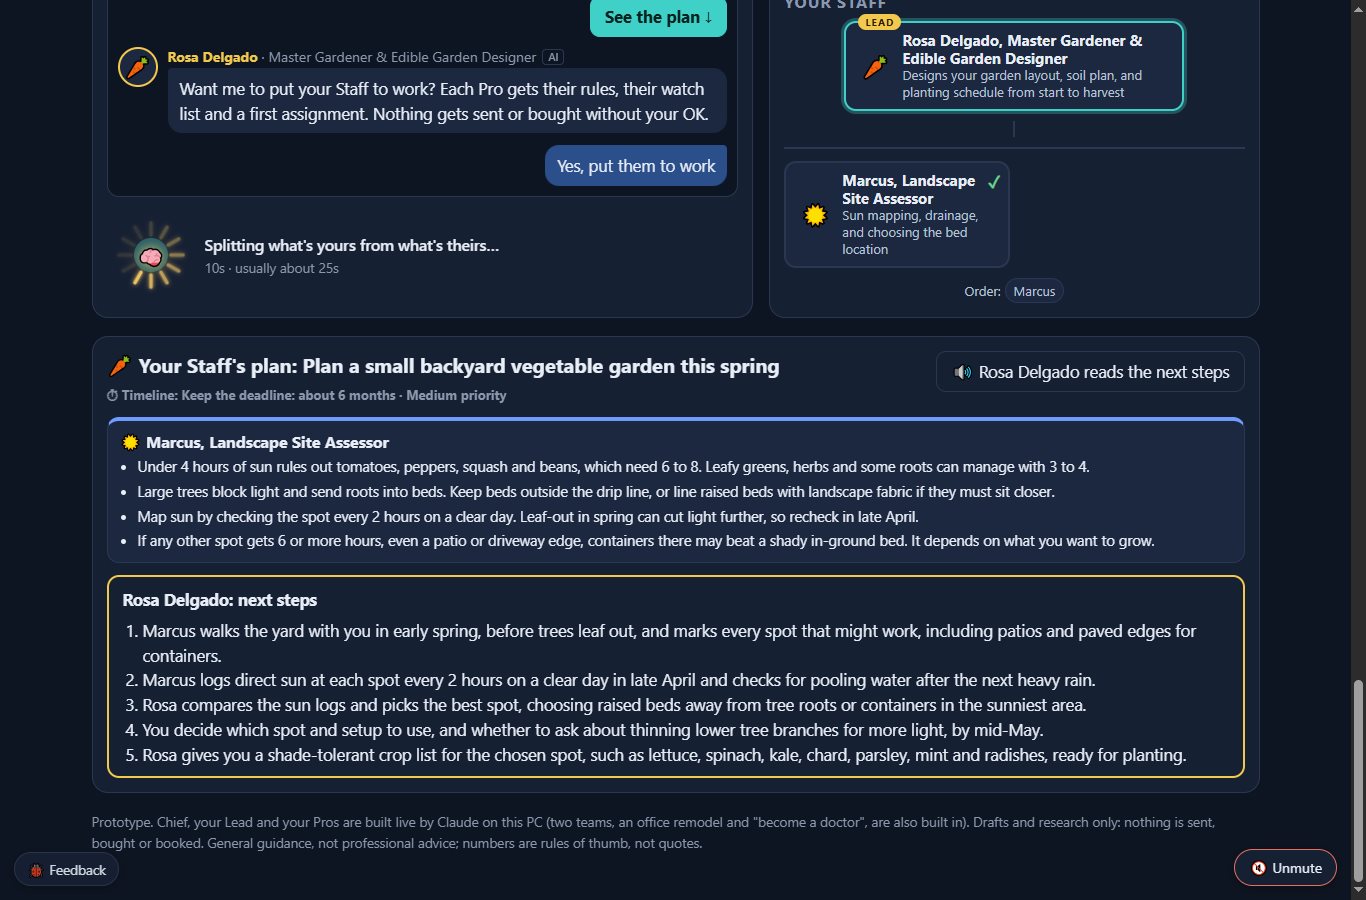 See the plan ↓
Rosa Delgado · Master Gardener & Edible Garden Designer AI
Want me to put your Staff to work? Each Pro gets their rules, their watch
list and a first assignment. Nothing gets sent or bought without your OK.
Yes, put them to work
Splitting what's yours from what's theirs...
10s · usually about 25s
YOUR STAFF
LEAD
Rosa Delgado, Master Gardener &
Edible Garden Designer
Designs your garden layout, soil plan, and
planting schedule from start to harvest
Marcus, Landscape
Site Assessor
Sun mapping, drainage,
and choosing the bed
location
Order: Marcus
Your Staff's plan: Plan a small backyard vegetable garden this spring
Rosa Delgado reads the next steps
Timeline: Keep the deadline: about 6 months · Medium priority
Marcus, Landscape Site Assessor
• Under 4 hours of sun rules out tomatoes, peppers, squash and beans, which need 6 to 8. Leafy greens, herbs and some roots can manage with 3 to 4.
• Large trees block light and send roots into beds. Keep beds outside the drip line, or line raised beds with landscape fabric if they must sit closer.
• Map sun by checking the spot every 2 hours on a clear day. Leaf-out in spring can cut light further, so recheck in late April.
• If any other spot gets 6 or more hours, even a patio or driveway edge, containers there may beat a shady in-ground bed. It depends on what you want to grow.
Rosa Delgado: next steps
1. Marcus walks the yard with you in early spring, before trees leaf out, and marks every spot that might work, including patios and paved edges for
containers.
2. Marcus logs direct sun at each spot every 2 hours on a clear day in late April and checks for pooling water after the next heavy rain.
3. Rosa compares the sun logs and picks the best spot, choosing raised beds away from tree roots or containers in the sunniest area.
4. You decide which spot and setup to use, and whether to ask about thinning lower tree branches for more light, by mid-May.
5. Rosa gives you a shade-tolerant crop list for the chosen spot, such as lettuce, spinach, kale, chard, parsley, mint and radishes, ready for planting.
Prototype. Chief, your Lead and your Pros are built live by Claude on this PC (two teams, an office remodel and "become a doctor", are also built in). Drafts and research only: nothing is sent,
bought or booked. General guidance, not professional advice; numbers are rules of thumb, not quotes.
Feedback
Unmute